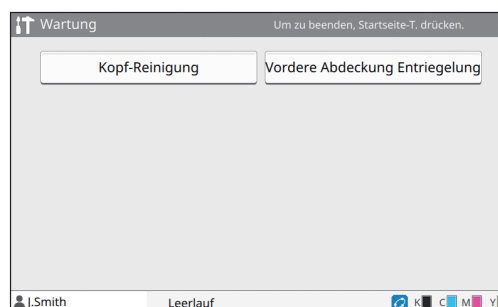 Wartung Um zu beenden, Startseite-T. drücken.
Kopf-Reinigung Vordere Abdeckung Entriegelung
J.Smith Leerlauf K C M Y